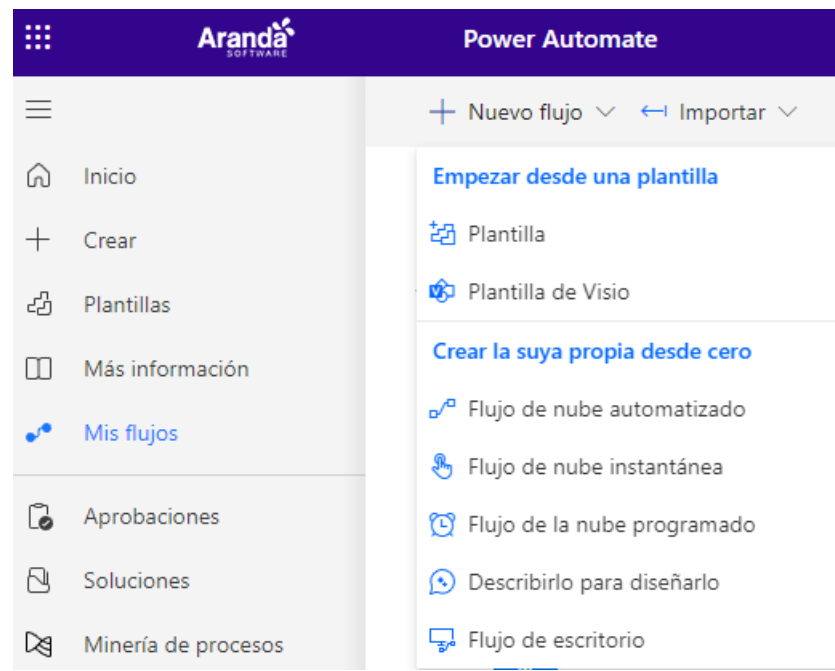 Aranda
SOFTWARE
Power Automate
Nuevo flujo
Importar
Inicio
Crear
Plantillas
Más información
Mis flujos
Aprobaciones
Soluciones
Minería de procesos
Empezar desde una plantilla
Plantilla
Plantilla de Visio
Crear la suya propia desde cero
Flujo de nube automatizado
Flujo de nube instantánea
Flujo de la nube programado
Describirlo para diseñarlo
Flujo de escritorio